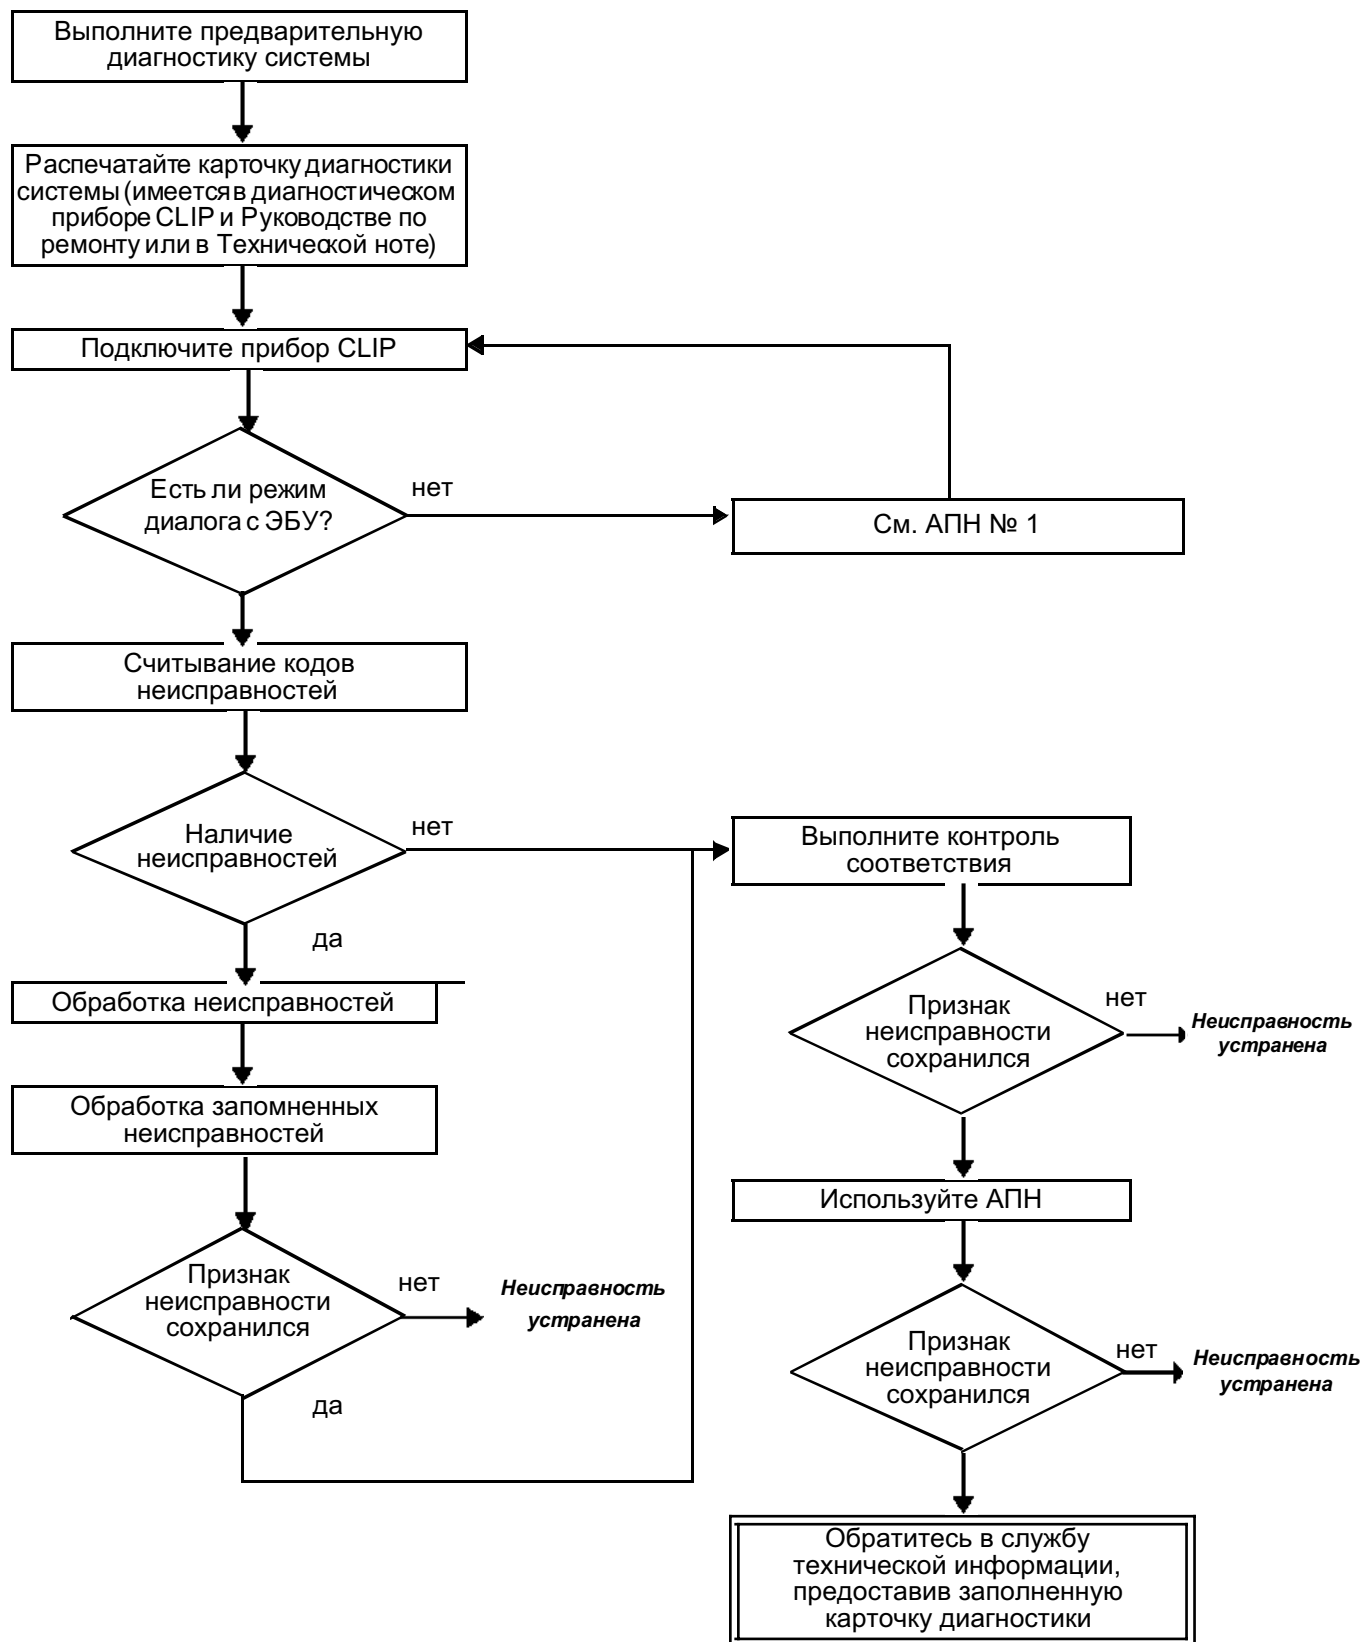 Выполните предварительную
диагностику системы
Распечатайте карточку диагностики
системы (имеется в диагностическом
приборе CLIP и Руководстве по
ремонту или в Технической ноте)
Подключите прибор CLIP
Есть ли режим
диалога с ЭБУ?
нет
См. АПН № 1
Считывание кодов
неисправностей
Наличие
неисправностей
нет
да
Выполните контроль
соответствия
Обработка неисправностей
Признак
неисправности
сохранился
нет
Неисправность
устранена
Обработка запомненных
неисправностей
Используйте АПН
Признак
неисправности
сохранился
нет
Неисправность
устранена
да
Признак
неисправности
сохранился
нет
Неисправность
устранена
Обратитесь в службу
технической информации,
предоставив заполненную
карточку диагностики